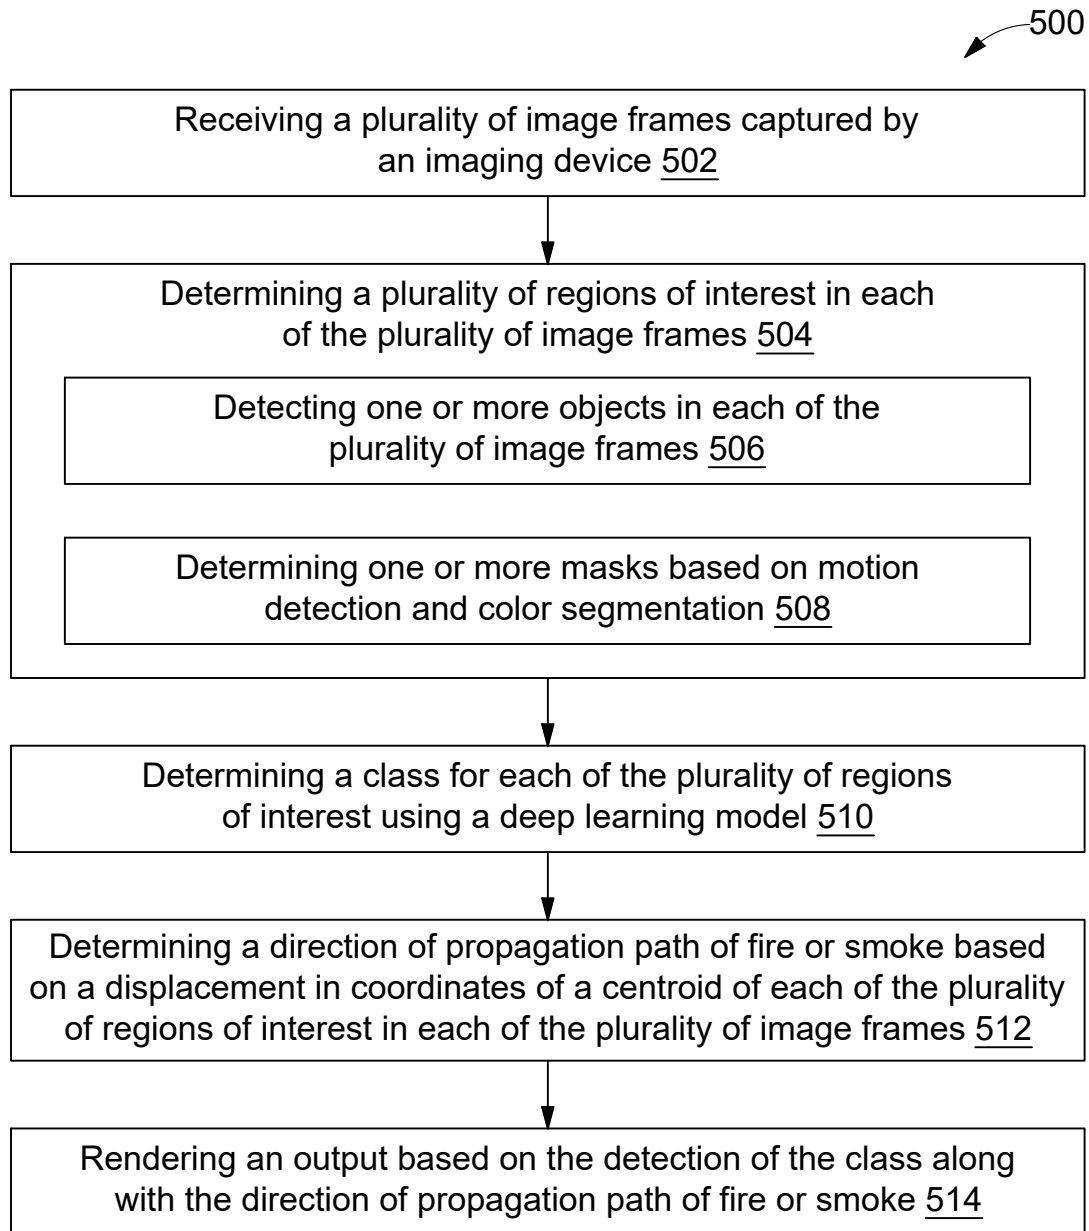 500
Receiving a plurality of image frames captured by
an imaging device 502
Determining a plurality of regions of interest in each
of the plurality of image frames 504
Detecting one or more objects in each of the
plurality of image frames 506
Determining one or more masks based on motion
detection and color segmentation 508
Determining a class for each of the plurality of regions
of interest using a deep learning model 510
Determining a direction of propagation path of fire or smoke based
on a displacement in coordinates of a centroid of each of the plurality
of regions of interest in each of the plurality of image frames 512
Rendering an output based on the detection of the class along
with the direction of propagation path of fire or smoke 514